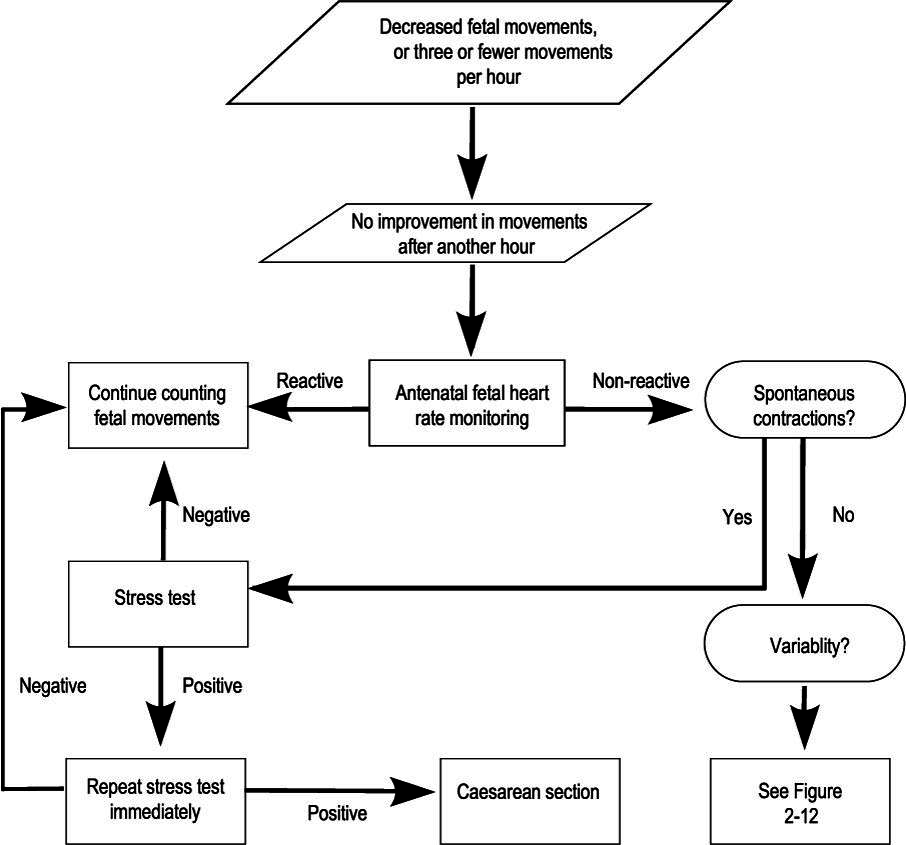 Decreased fetal movements,
or three or fewer movements
per hour
No improvement in movements
after another hour
Continue counting
fetal movements
Reactive
Antenatal fetal heart
rate monitoring
Non-reactive
Spontaneous
contractions?
Negative
Yes
No
Stress test
Variablity?
Negative
Positive
Repeat stress test
immediately
Positive
Caesarean section
See Figure
2-12